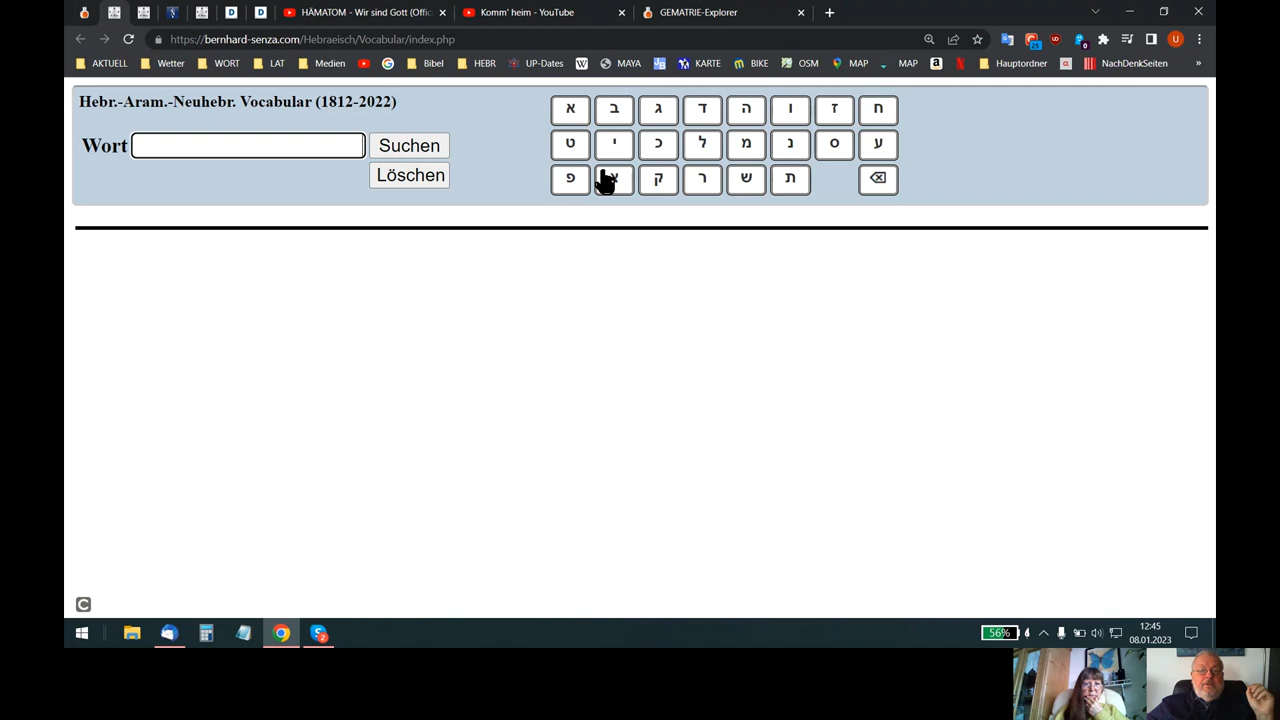 HÄMATOM - Wir sind Gott (Offic
Komm' heim - YouTube
GEMATRIE-Explorer
https://bernhard-senza.com/Hebraeisch/Vocabular/index.php
AKTUELL Wetter WORT LAT Medien Bibel HEBR UP-Dates MAYA KARTE BIKE OSM MAP MAP Hauptordner NachDenkSeiten »
Hebr.-Aram.-Neuhebr. Vocabular (1812-2022)
Wort Suchen
Löschen
א ב ג ד ה ו ז ח
ט י כ ל מ נ ס ע
פ צ ק ר ש ת
56% 12:45
08.01.2023